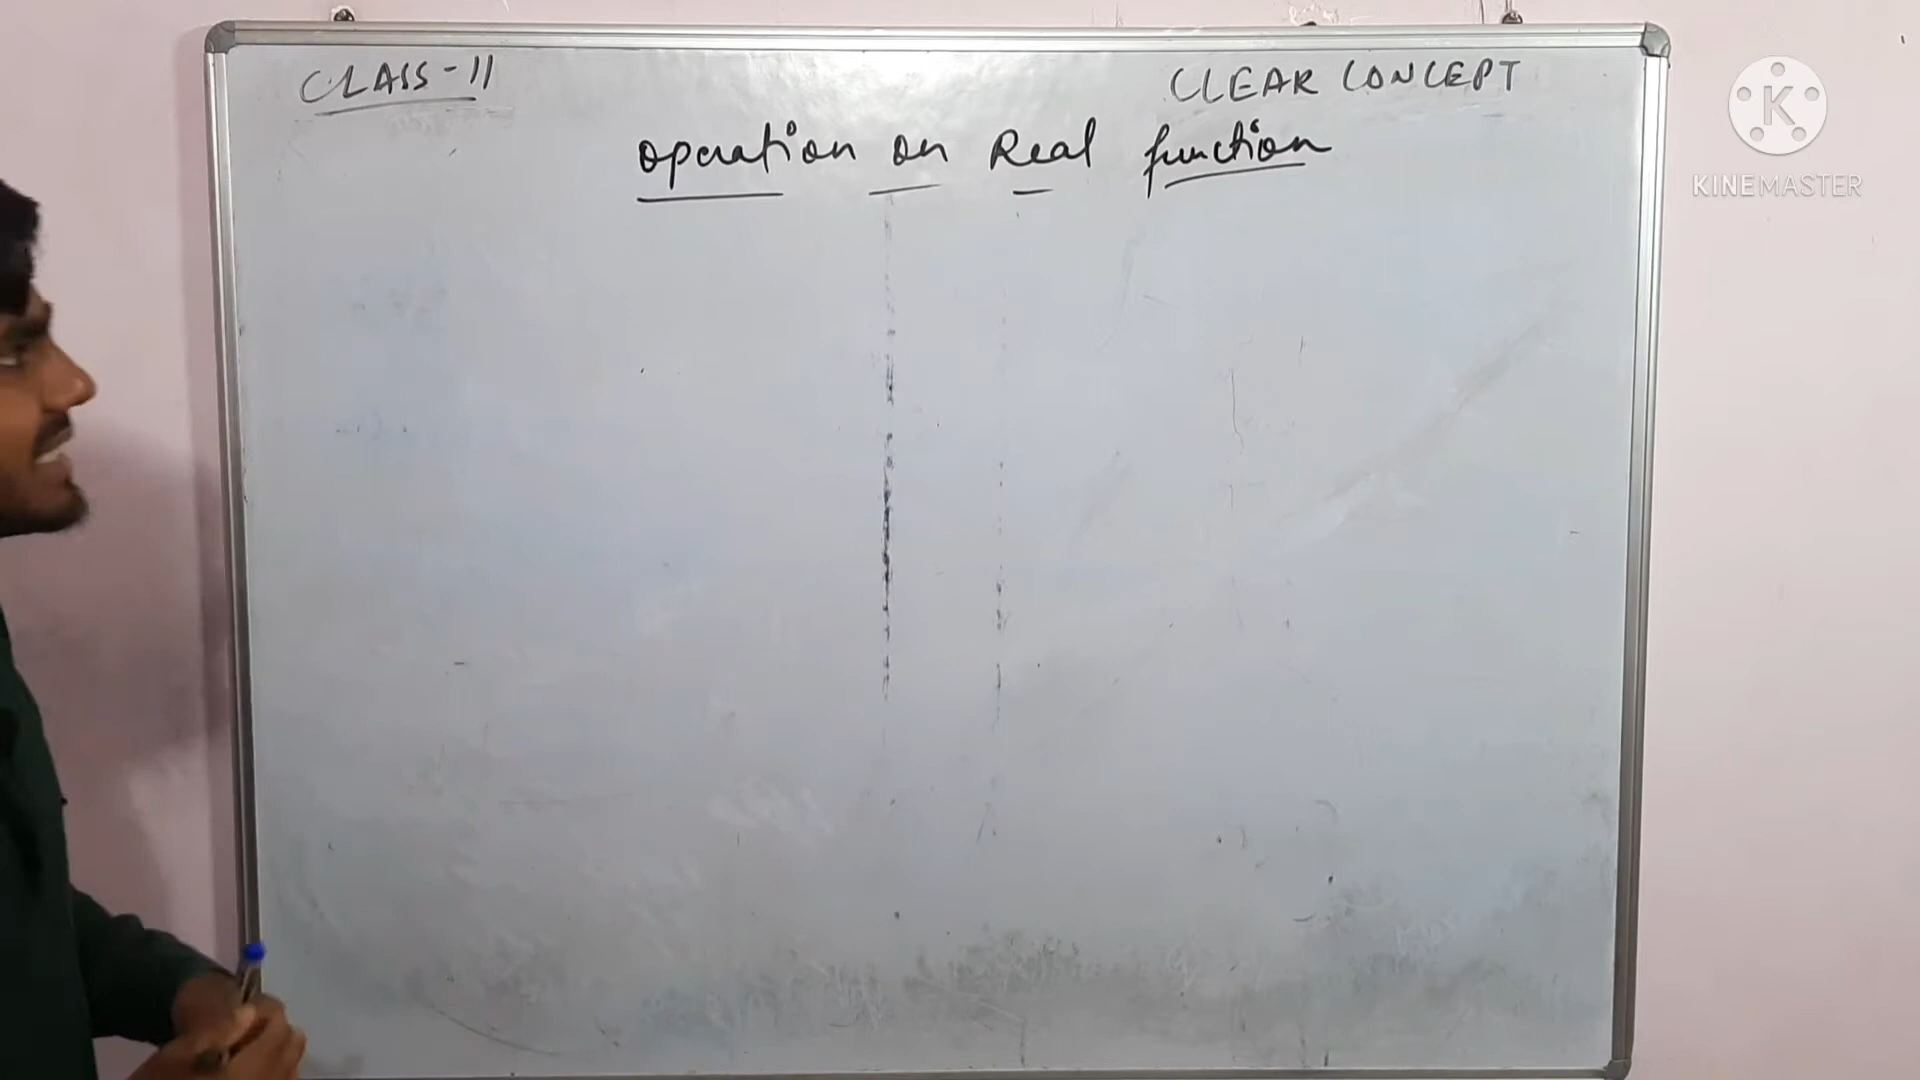 CLASS-11
CLEAR CONCEPT
operation on Real function
K
KINEMASTER